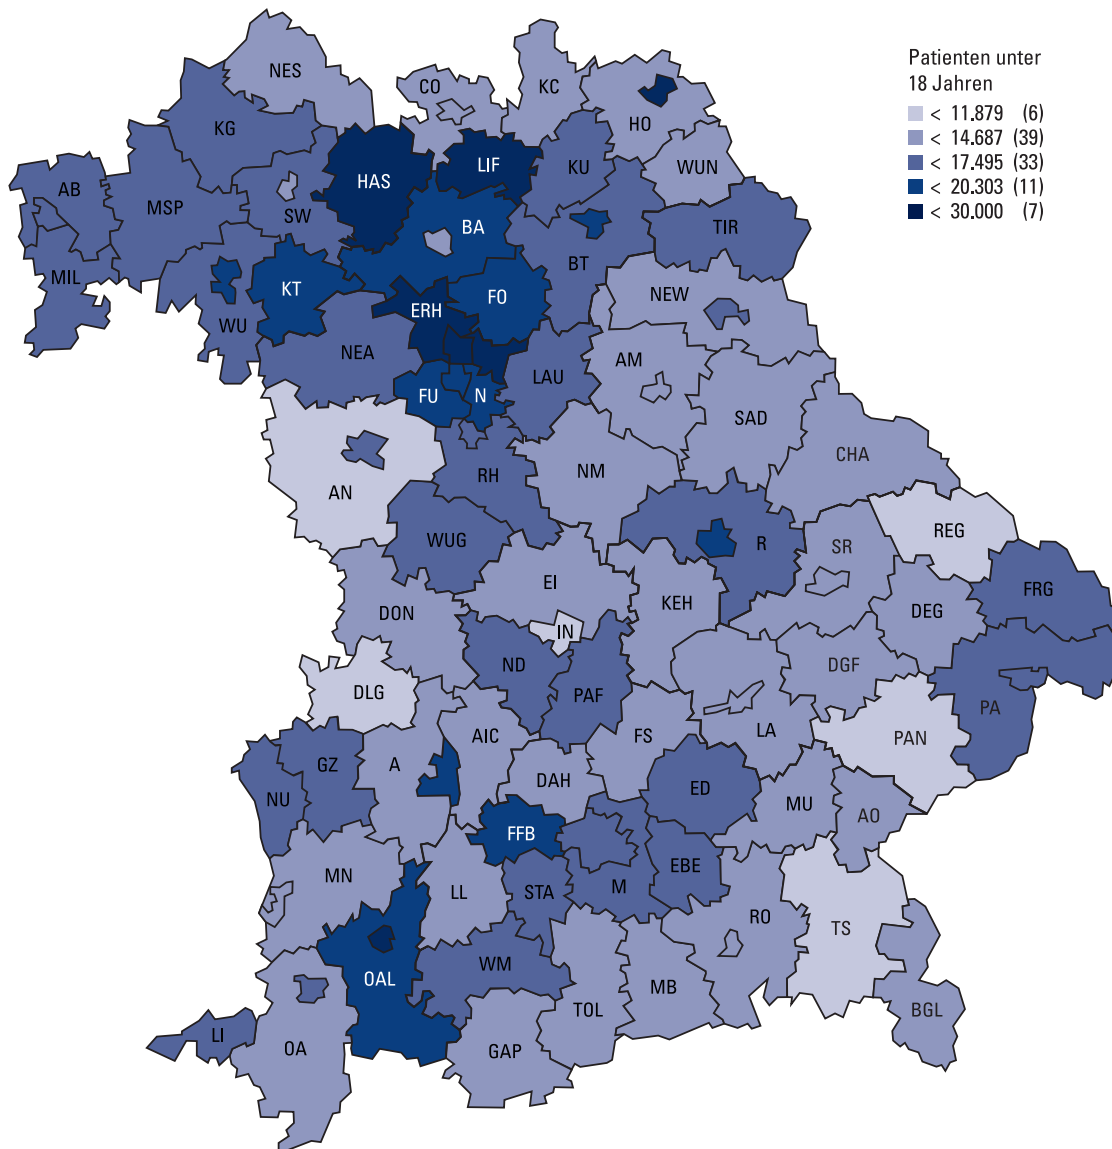 Patienten unter
18 Jahren
< 11.879 (6)
< 14.687 (39)
< 17.495 (33)
< 20.303 (11)
< 30.000 (7)
NES
CO
KC
HO
KG
WUN
HAS
LIF
KU
AB
MSP
SW
BA
TIR
MIL
KT
BT
FO
NEW
WU
ERH
NEA
LAU
AM
FU
N
SAD
CHA
AN
RH
NM
WUG
R
SR
REG
EI
KEH
DEG
FRG
DON
IN
ND
PAF
DGF
PA
DLG
AIC
FS
LA
PAN
GZ
A
DAH
ED
NU
MU
AO
FFB
MN
LL
STA
M
EBE
RO
TS
OAL
WM
MB
TOL
BGL
LI
OA
GAP